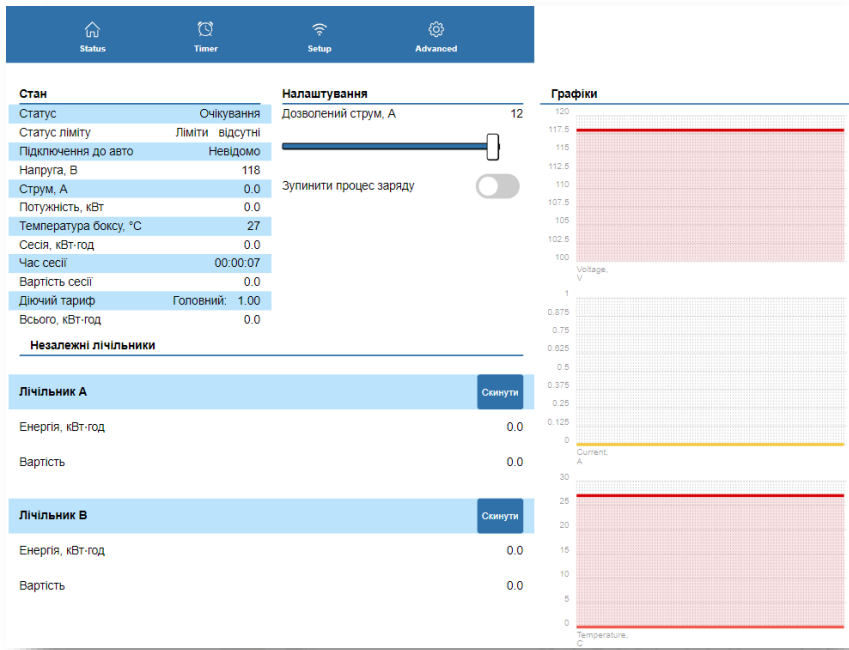 Status Timer Setup Advanced
Стан
Статус Очікування
Статус ліміту Ліміти відсутні
Підключення до авто Невідомо
Напруга, В 118
Струм, А 0.0
Потужність, кВт 0.0
Температура боксу, °C 27
Сесія, кВт·год 0.0
Час сесії 00:00:07
Вартість сесії 0.0
Діючий тариф Головний: 1.00
Всього, кВт·год 0.0
Налаштування
Дозволений струм, А 12
Зупинити процес заряду
Незалежні лічільники
Лічільник А Скинути
Енергія, кВт·год 0.0
Вартість 0.0
Лічільник В Скинути
Енергія, кВт·год 0.0
Вартість 0.0
Графіки
120
117.5
115
112.5
110
107.5
105
102.5
100
Voltage,
V
1
0.875
0.75
0.625
0.5
0.375
0.25
0.125
0
Current,
A
30
25
20
15
10
5
0
Temperature,
C